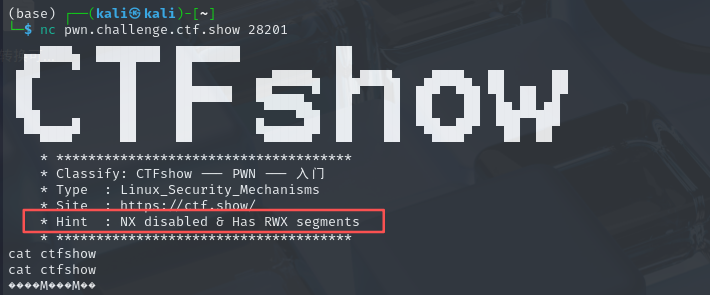 (base) ┌──(kali㉿kali)-[~]
└─$ nc pwn.challenge.ctf.show 28201
CTFshow
* *************************************
* Classify: CTFshow --- PWN --- 入门
* Type  : Linux_Security_Mechanisms
* Site  : https://ctf.show/
* Hint  : NX disabled & Has RWX segments
* *************************************
cat ctfshow
cat ctfshow
����M���M��